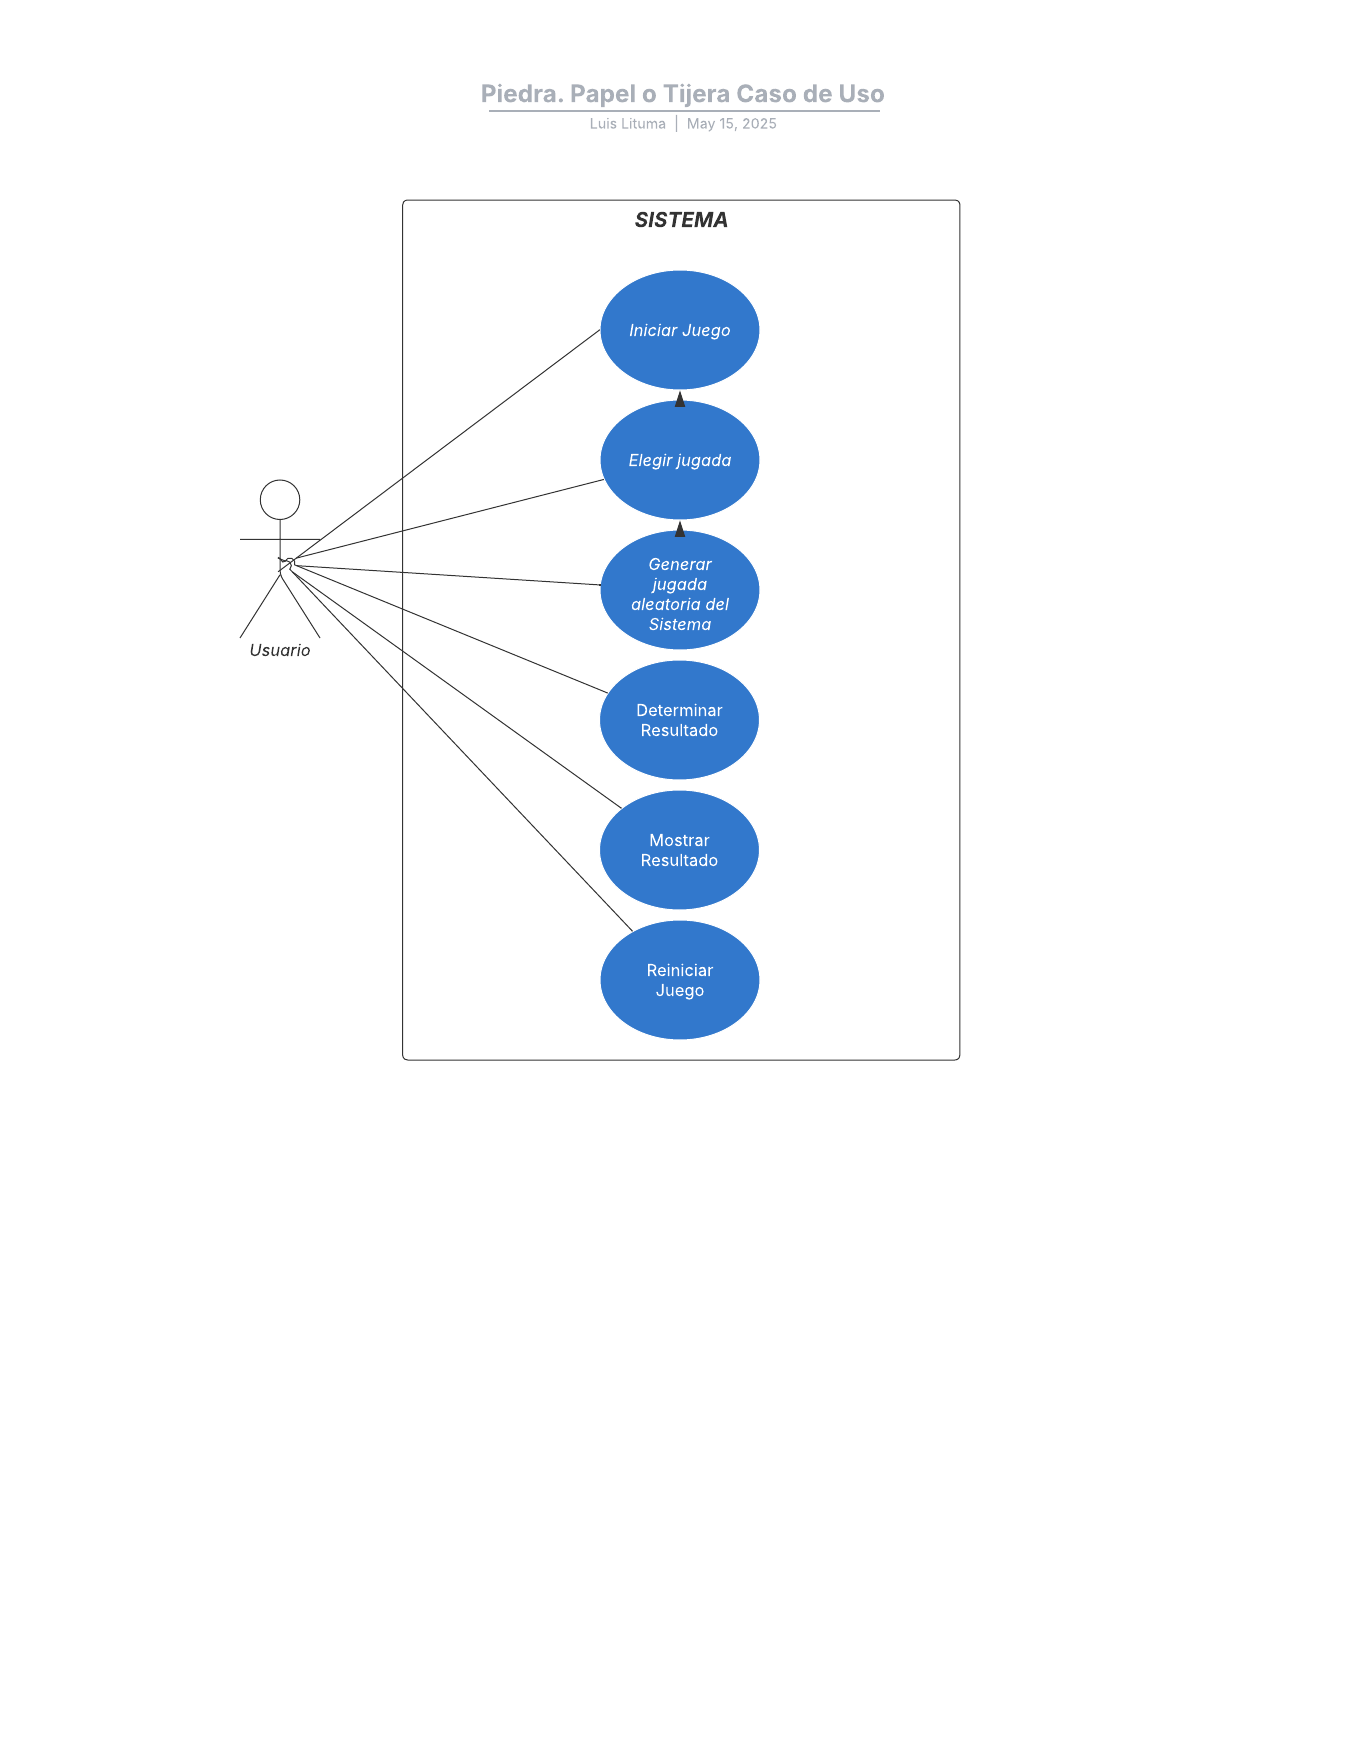 Piedra. Papel o Tijera Caso de Uso
Luis Lituma | May 15, 2025
SISTEMA
Iniciar Juego
Elegir jugada
Generar
jugada
aleatoria del
Sistema
Usuario
Determinar
Resultado
Mostrar
Resultado
Reiniciar
Juego